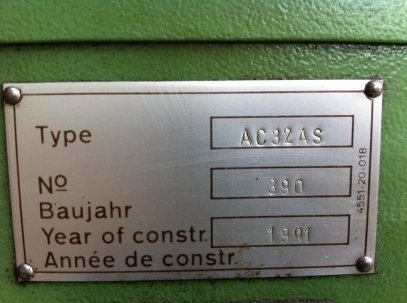 Type AC32AS
Nº 390
Baujahr
Year of constr. 1991
Année de constr.
4551-20.018